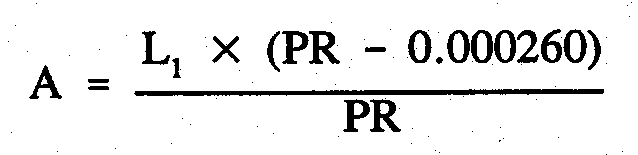 A = L₁ × (PR − 0.000260) / PR